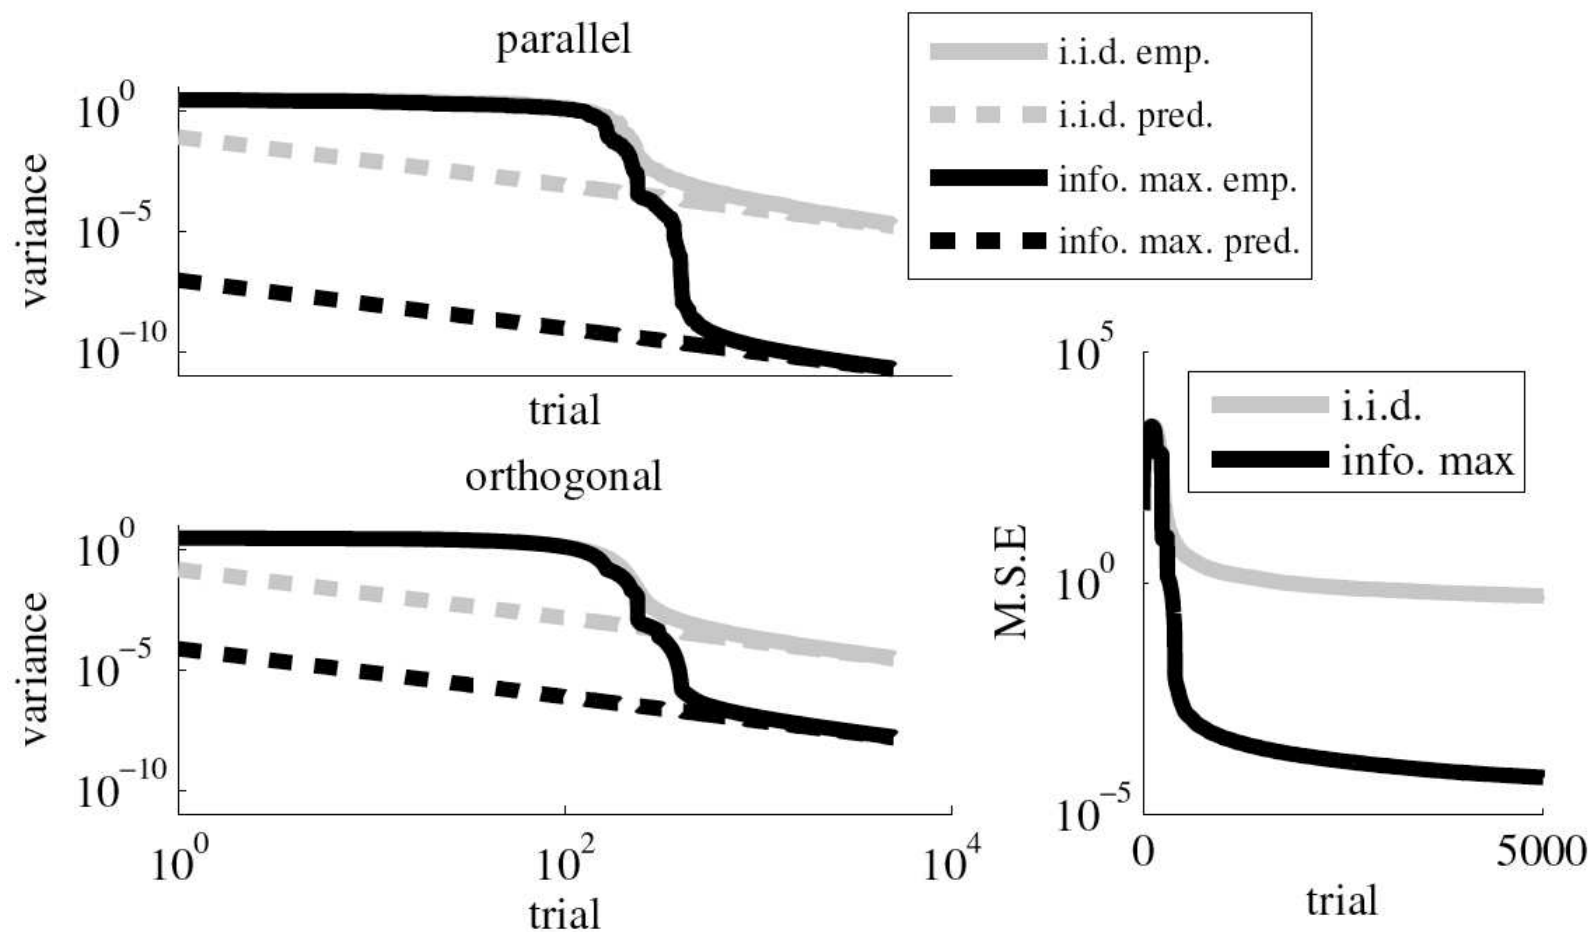 parallel
i.i.d. emp.
i.i.d. pred.
info. max. emp.
info. max. pred.
variance
10^0
10^-5
10^-10
trial
orthogonal
variance
10^0
10^-5
10^-10
10^0
10^2
10^4
trial
i.i.d.
info. max
M.S.E
10^5
10^0
10^-5
0
5000
trial